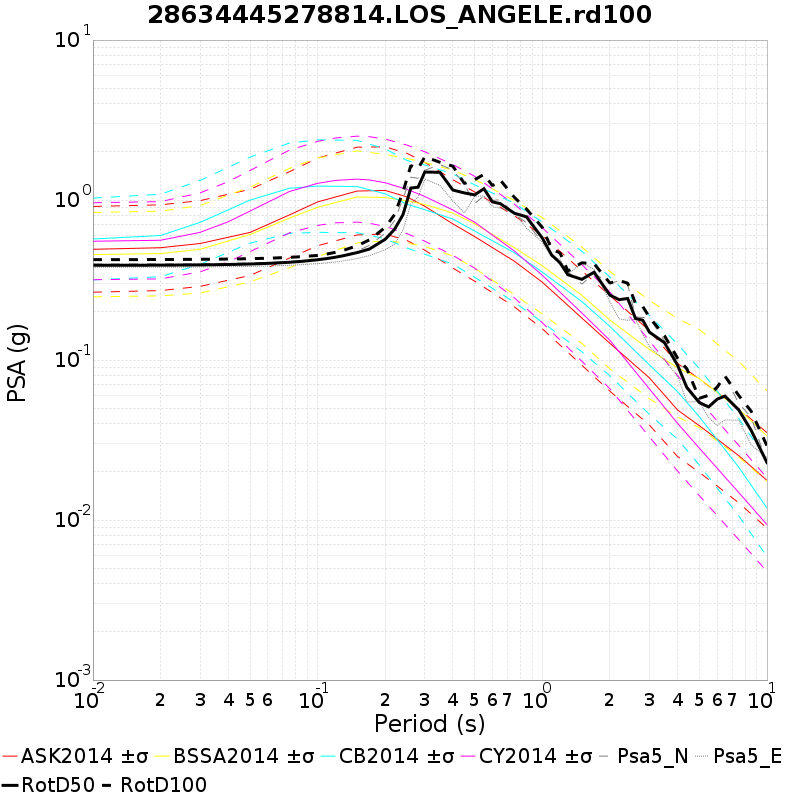 28634445278814.LOS_ANGELE.rd100
10^1
10^0
10^-1
10^-2
10^-3
PSA (g)
10^-2 2 3 4 5 6 10^-1 2 3 4 5 6 7 10^0 2 3 4 5 6 7 10^1
Period (s)
ASK2014 ±σ BSSA2014 ±σ CB2014 ±σ CY2014 ±σ Psa5_N Psa5_E
RotD50 RotD100